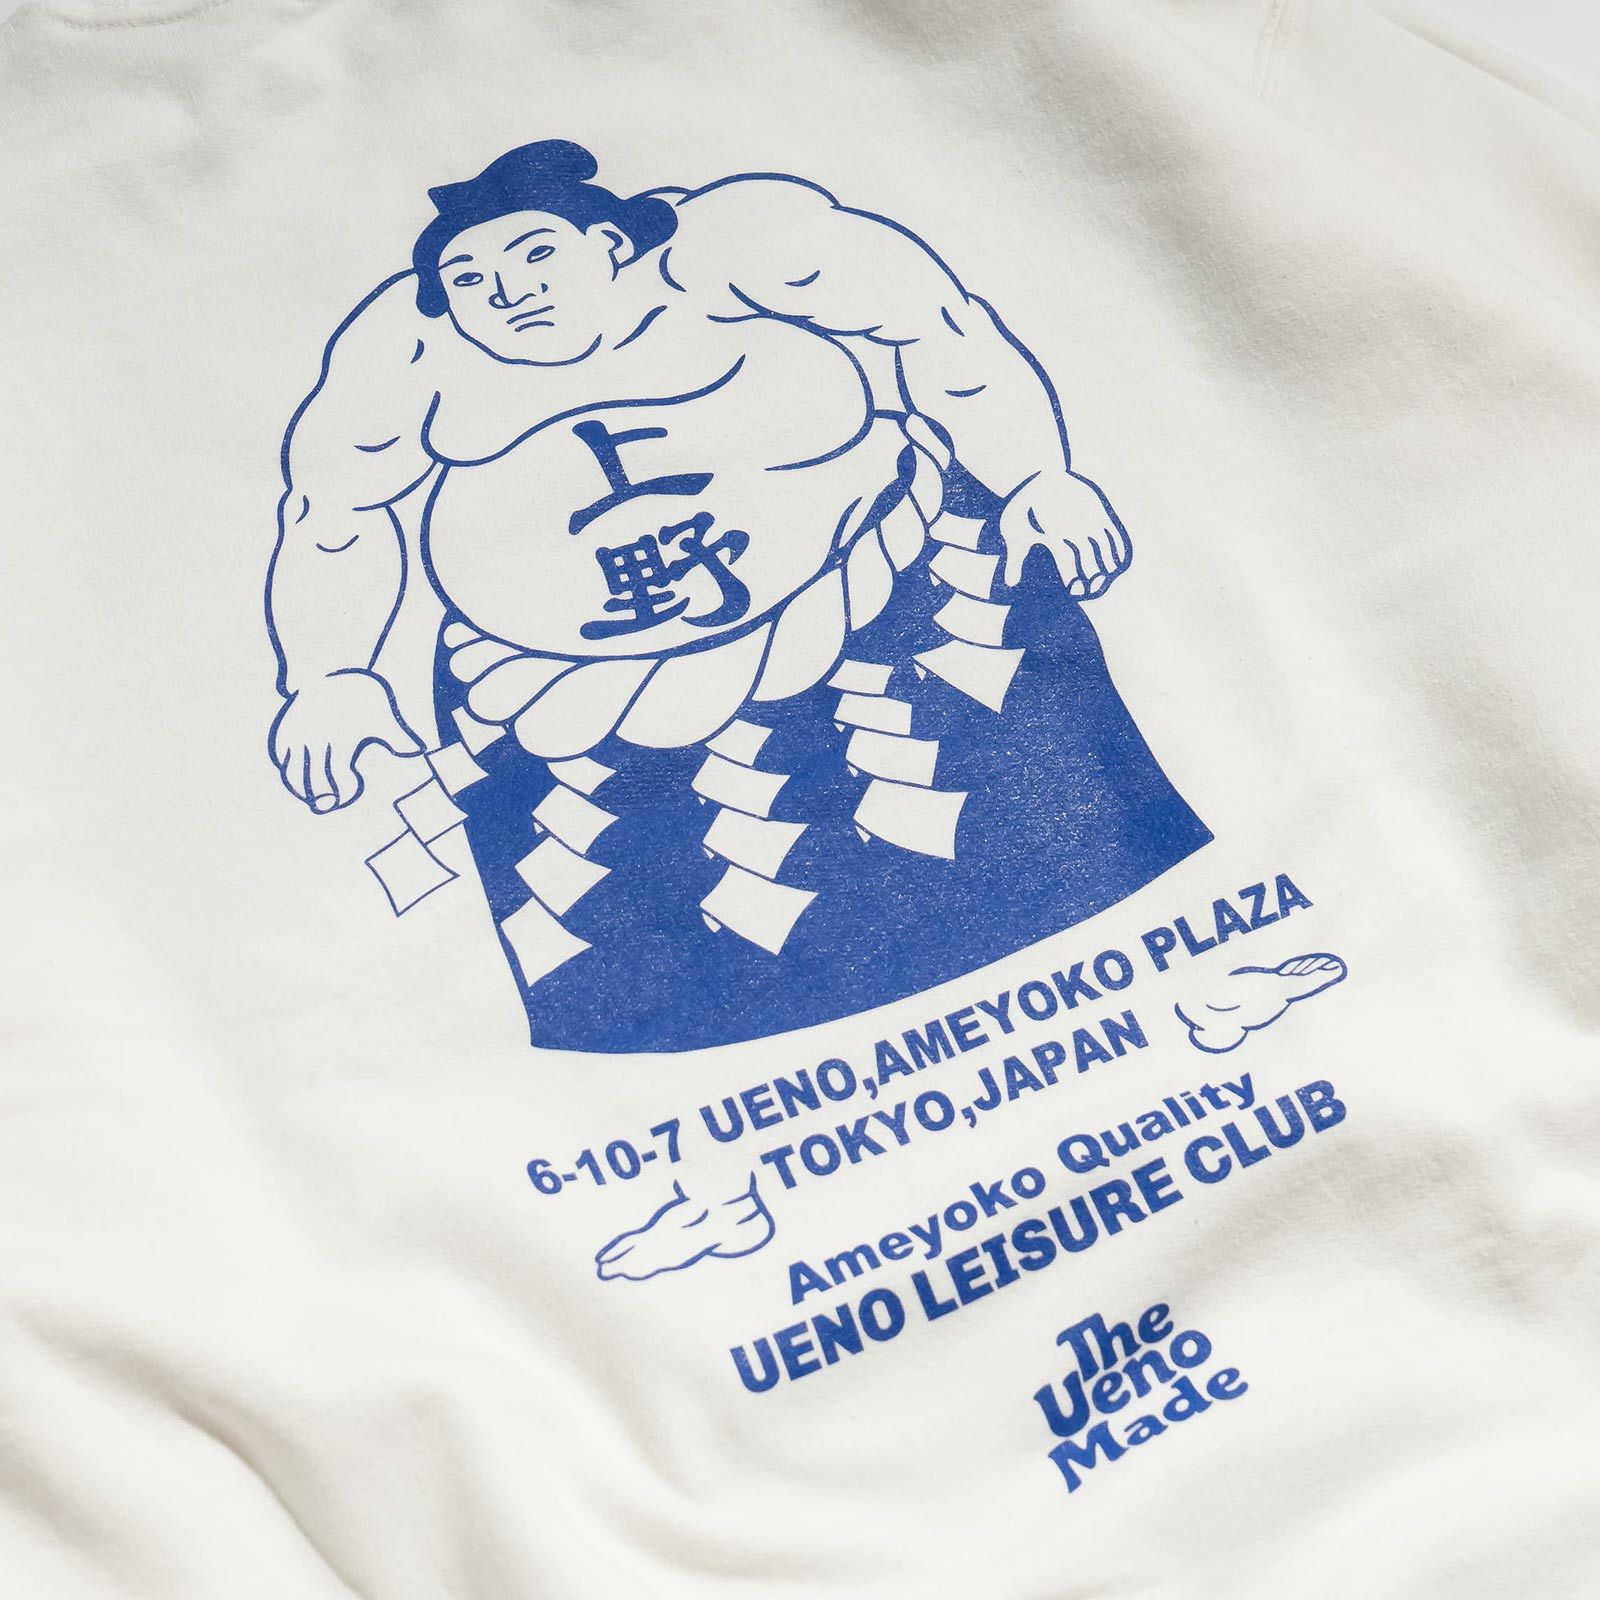 上
野
6-10-7 UENO,AMEYOKO PLAZA
TOKYO,JAPAN
Ameyoko Quality
UENO LEISURE CLUB
The
Ueno
Made